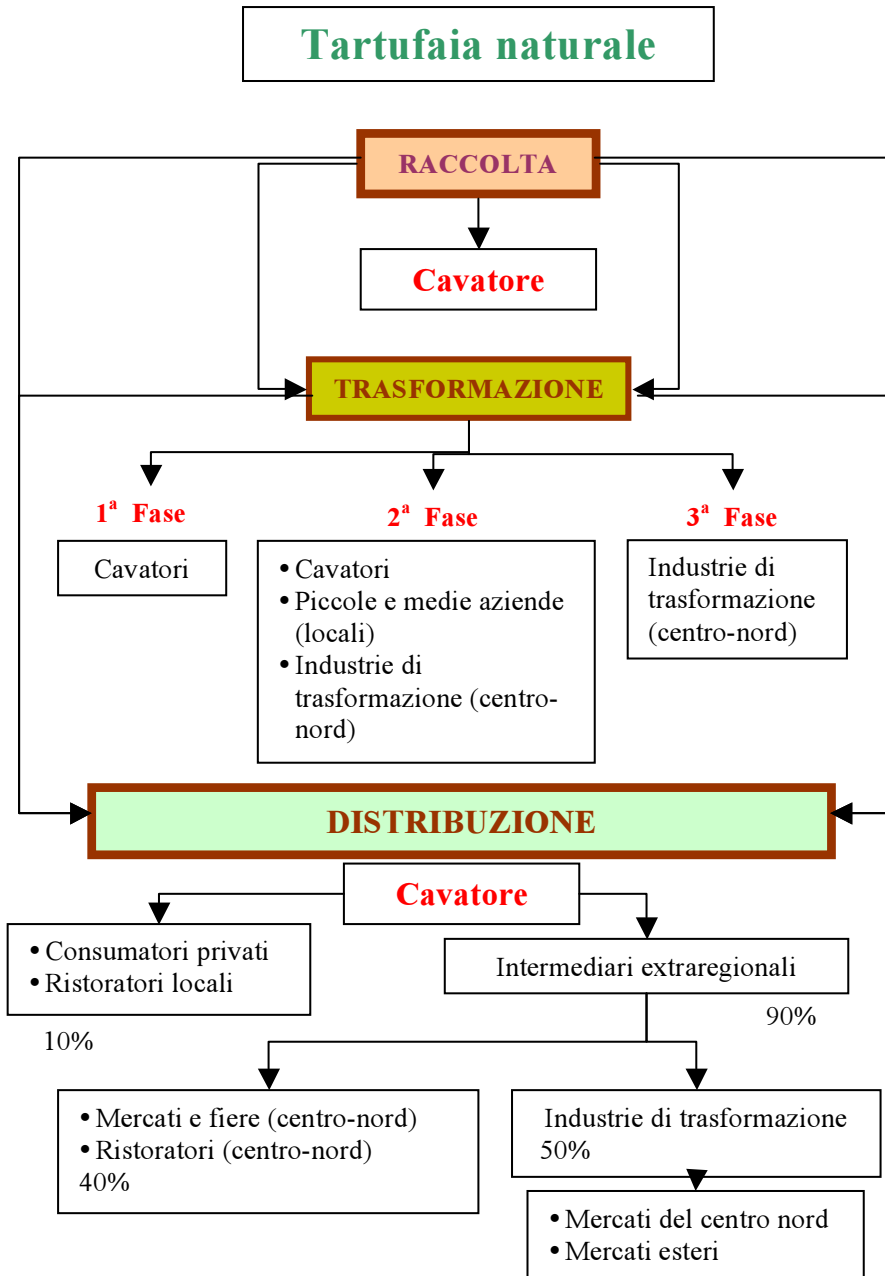 Tartufaia naturale
RACCOLTA
Cavatore
TRASFORMAZIONE
1ª Fase
2ª Fase
3ª Fase
Cavatori
• Cavatori
• Piccole e medie aziende
(locali)
• Industrie di
trasformazione (centro-
nord)
Industrie di
trasformazione
(centro-nord)
DISTRIBUZIONE
Cavatore
• Consumatori privati
• Ristoratori locali
10%
Intermediari extraregionali
90%
• Mercati e fiere (centro-nord)
• Ristoratori (centro-nord)
40%
Industrie di trasformazione
50%
• Mercati del centro nord
• Mercati esteri